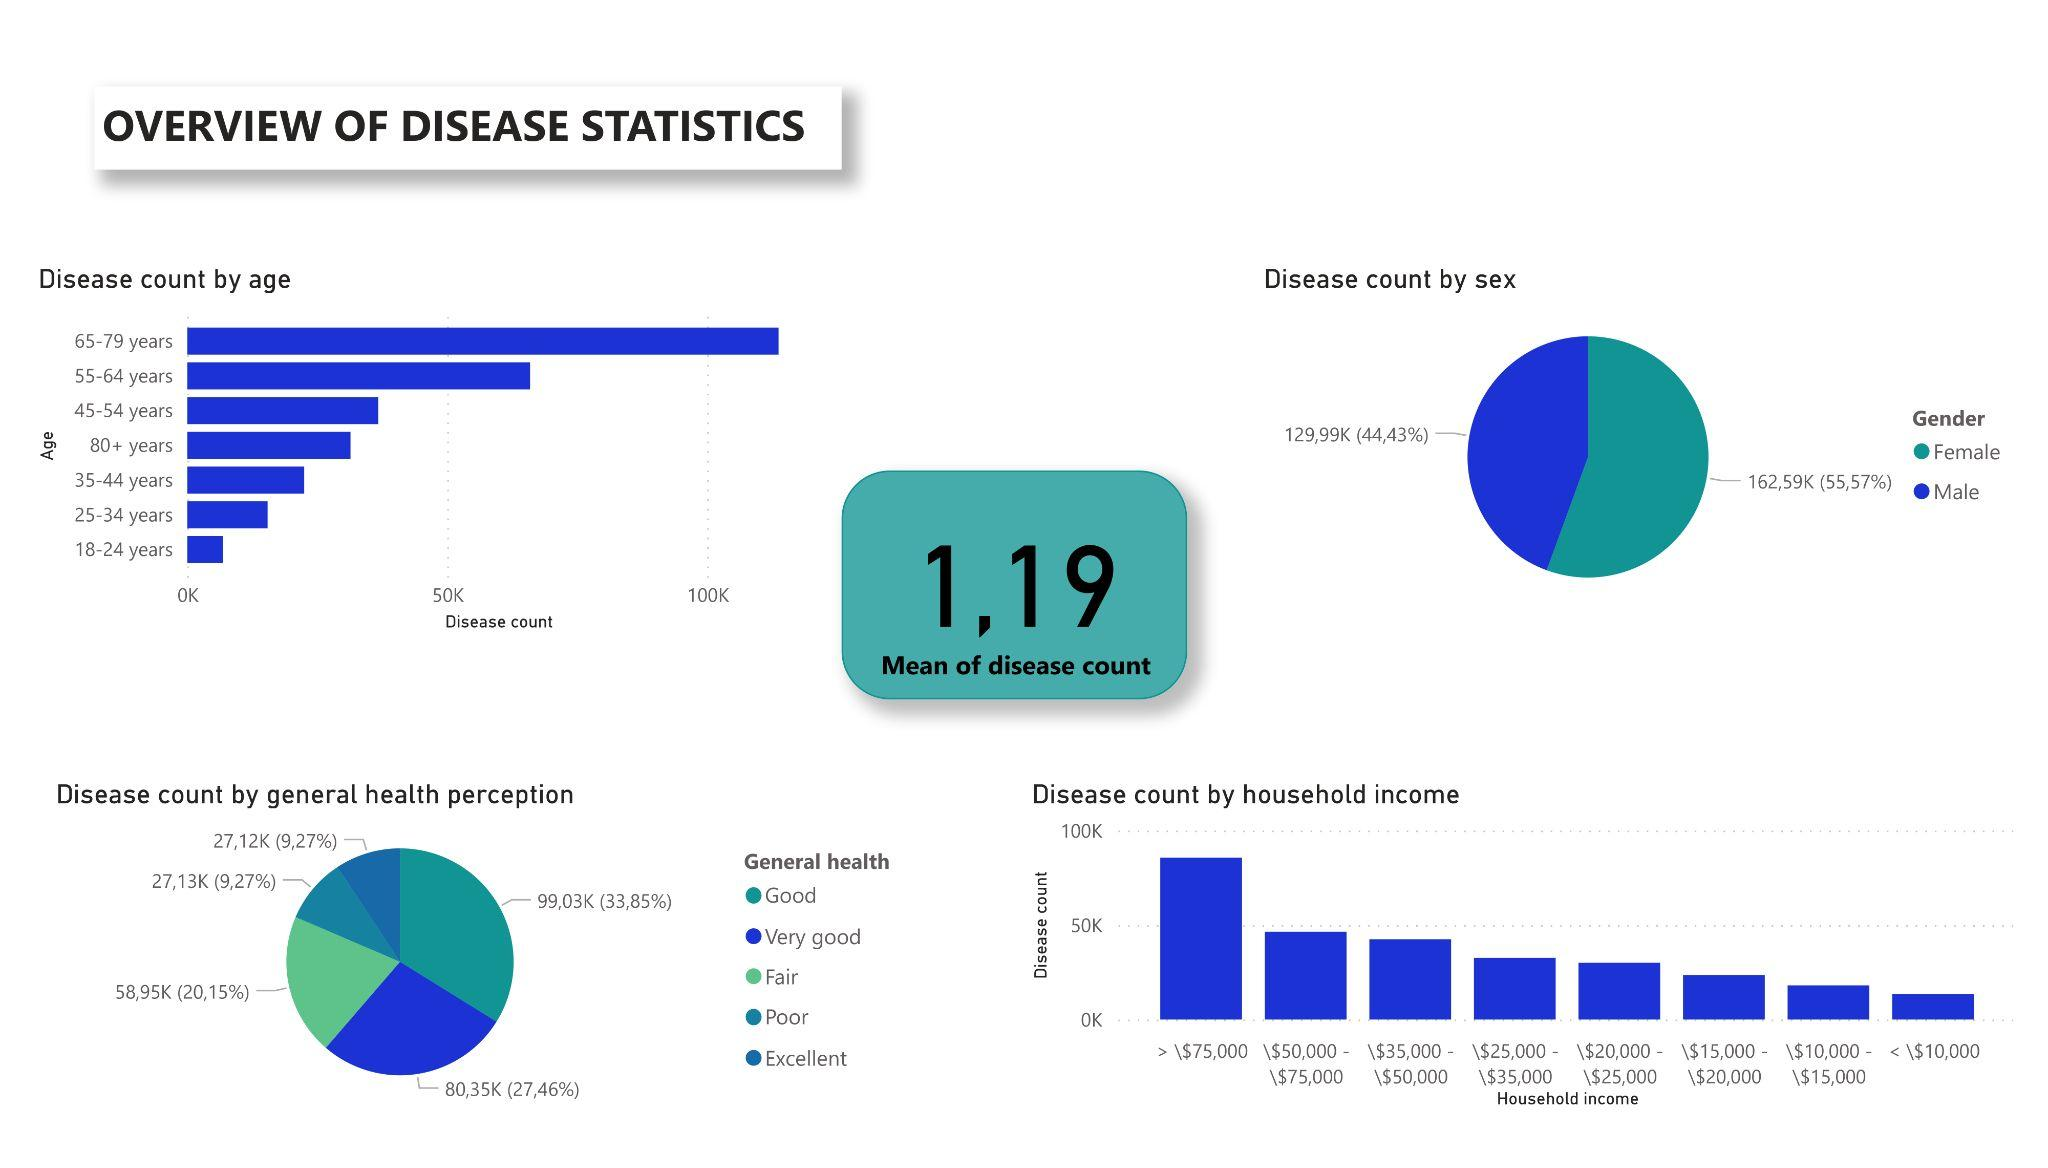 OVERVIEW OF DISEASE STATISTICS
Disease count by age
Age
65-79 years
55-64 years
45-54 years
80+ years
35-44 years
25-34 years
18-24 years
0K
50K
100K
Disease count
Disease count by sex
129,99K (44,43%)
162,59K (55,57%)
Gender
Female
Male
1,19
Mean of disease count
Disease count by general health perception
27,12K (9,27%)
27,13K (9,27%)
99,03K (33,85%)
58,95K (20,15%)
80,35K (27,46%)
General health
Good
Very good
Fair
Poor
Excellent
Disease count by household income
Disease count
100K
50K
0K
> \$75,000
\$50,000 -
\$75,000
\$35,000 -
\$50,000
\$25,000 -
\$35,000
\$20,000 -
\$25,000
\$15,000 -
\$20,000
\$10,000 -
\$15,000
< \$10,000
Household income